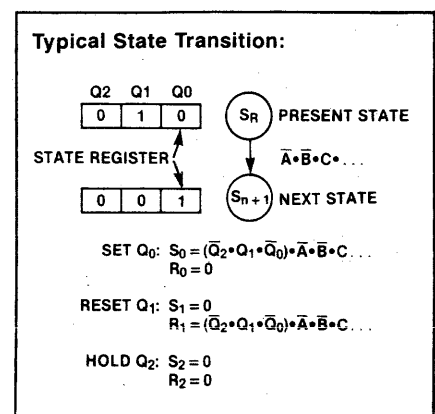 Typical State Transition:
Q2 Q1 Q0
0 1 0
S_R PRESENT STATE
STATE REGISTER
A̅•B̅•C•...
0 0 1
S_{n+1} NEXT STATE
SET Q₀: S₀=(Q̅₂•Q₁•Q̅₀)•A̅•B̅•C...
R₀=0
RESET Q₁: S₁=0
R₁=(Q̅₂•Q₁•Q̅₀)•A̅•B̅•C...
HOLD Q₂: S₂=0
R₂=0